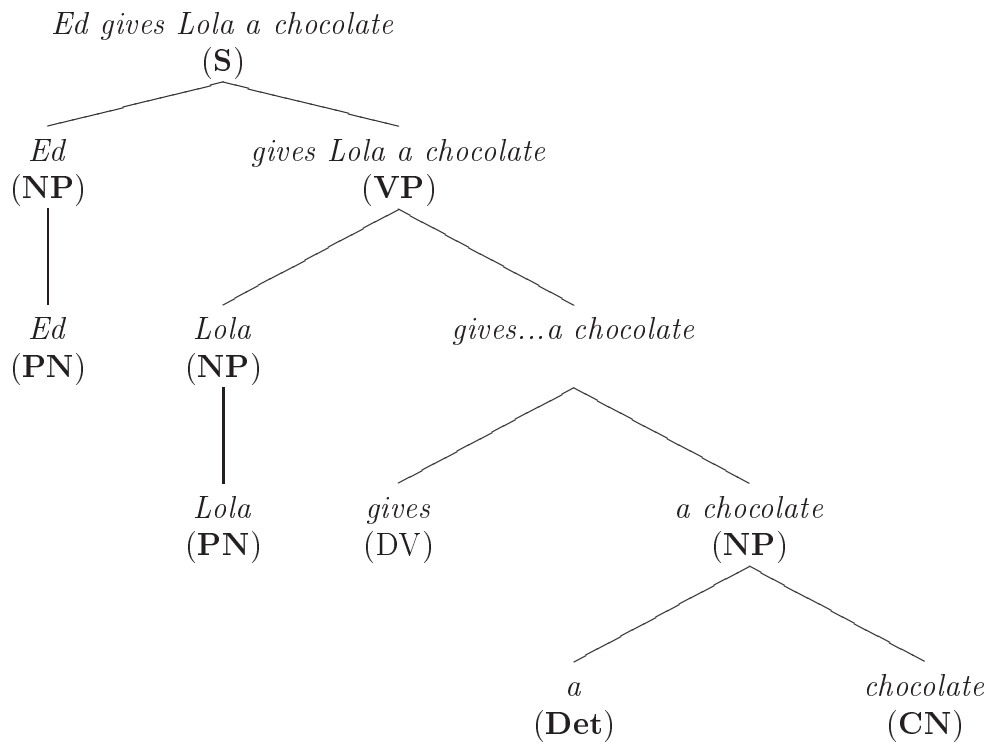 Ed gives Lola a chocolate
(S)
Ed gives Lola a chocolate
(NP) (VP)
Ed Lola gives...a chocolate
(PN) (NP)
Lola gives a chocolate
(PN) (DV) (NP)
a chocolate
(Det) (CN)